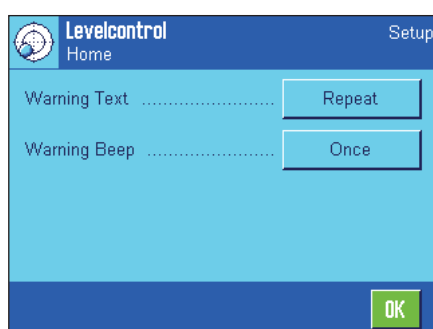 Levelcontrol Setup
Home
Warning Text ........................ Repeat
Warning Beep ....................... Once
OK